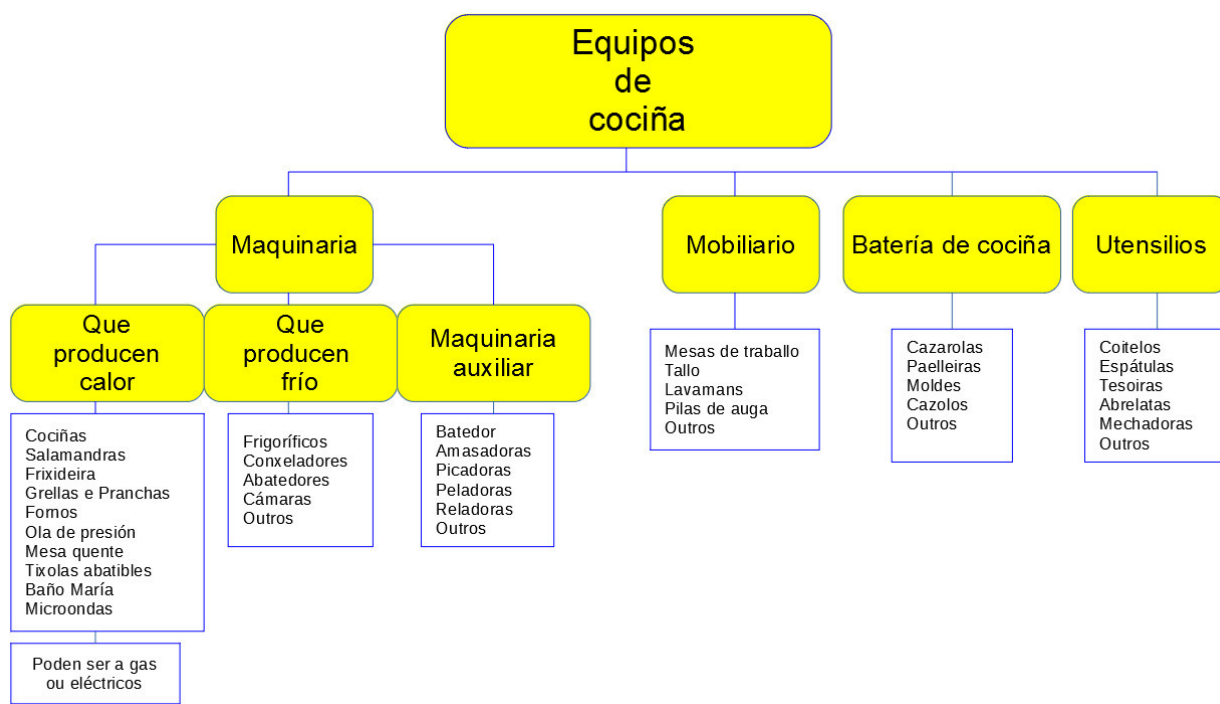 Equipos
de
cociña
Maquinaria
Mobiliario
Batería de cociña
Utensilios
Que
producen
calor
Que
producen
frío
Maquinaria
auxiliar
Cociñas
Salamandras
Frixideira
Grellas e Pranchas
Fornos
Ola de presión
Mesa quente
Tixolas abatibles
Baño María
Microondas
Poden ser a gas
ou eléctricos
Frigoríficos
Conxeladores
Abatedores
Cámaras
Outros
Batedor
Amasadoras
Picadoras
Peladoras
Reladoras
Outros
Mesas de traballo
Tallo
Lavamans
Pilas de auga
Outros
Cazarolas
Paelleiras
Moldes
Cazolos
Outros
Coitelos
Espátulas
Tesoiras
Abrelatas
Mechadoras
Outros